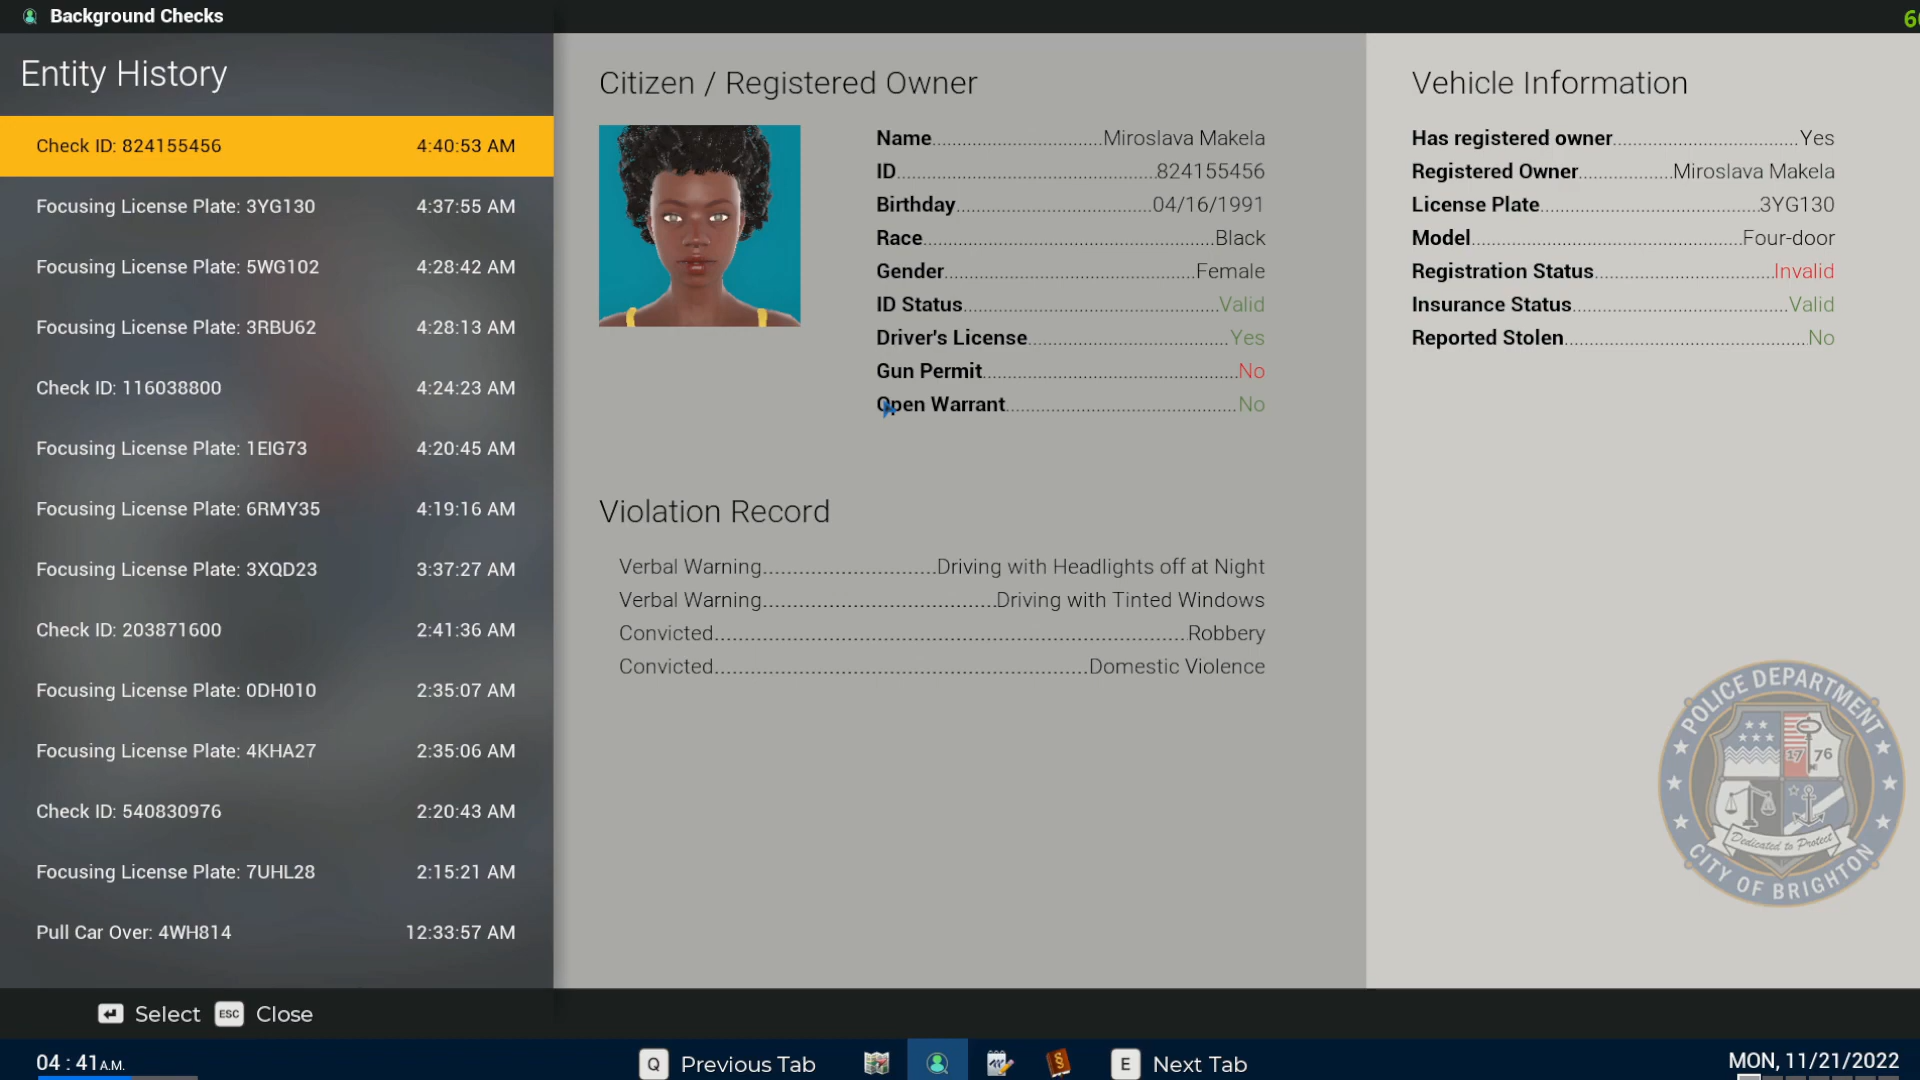 Background Checks
60
Entity History
Check ID: 824155456 4:40:53 AM
Focusing License Plate: 3YG130 4:37:55 AM
Focusing License Plate: 5WG102 4:28:42 AM
Focusing License Plate: 3RBU62 4:28:13 AM
Check ID: 116038800 4:24:23 AM
Focusing License Plate: 1EIG73 4:20:45 AM
Focusing License Plate: 6RMY35 4:19:16 AM
Focusing License Plate: 3XQD23 3:37:27 AM
Check ID: 203871600 2:41:36 AM
Focusing License Plate: 0DH010 2:35:07 AM
Focusing License Plate: 4KHA27 2:35:06 AM
Check ID: 540830976 2:20:43 AM
Focusing License Plate: 7UHL28 2:15:21 AM
Pull Car Over: 4WH814 12:33:57 AM
Citizen / Registered Owner
Name Miroslava Makela
ID 824155456
Birthday 04/16/1991
Race Black
Gender Female
ID Status Valid
Driver's License Yes
Gun Permit No
Open Warrant No
Violation Record
Verbal Warning Driving with Headlights off at Night
Verbal Warning Driving with Tinted Windows
Convicted Robbery
Convicted Domestic Violence
Vehicle Information
Has registered owner Yes
Registered Owner Miroslava Makela
License Plate 3YG130
Model Four-door
Registration Status Invalid
Insurance Status Valid
Reported Stolen No
POLICE DEPARTMENT
17 76
Dedicated to Protect
CITY OF BRIGHTON
Select ESC Close
04 : 41 A.M.
Q Previous Tab
§
E Next Tab
MON, 11/21/2022